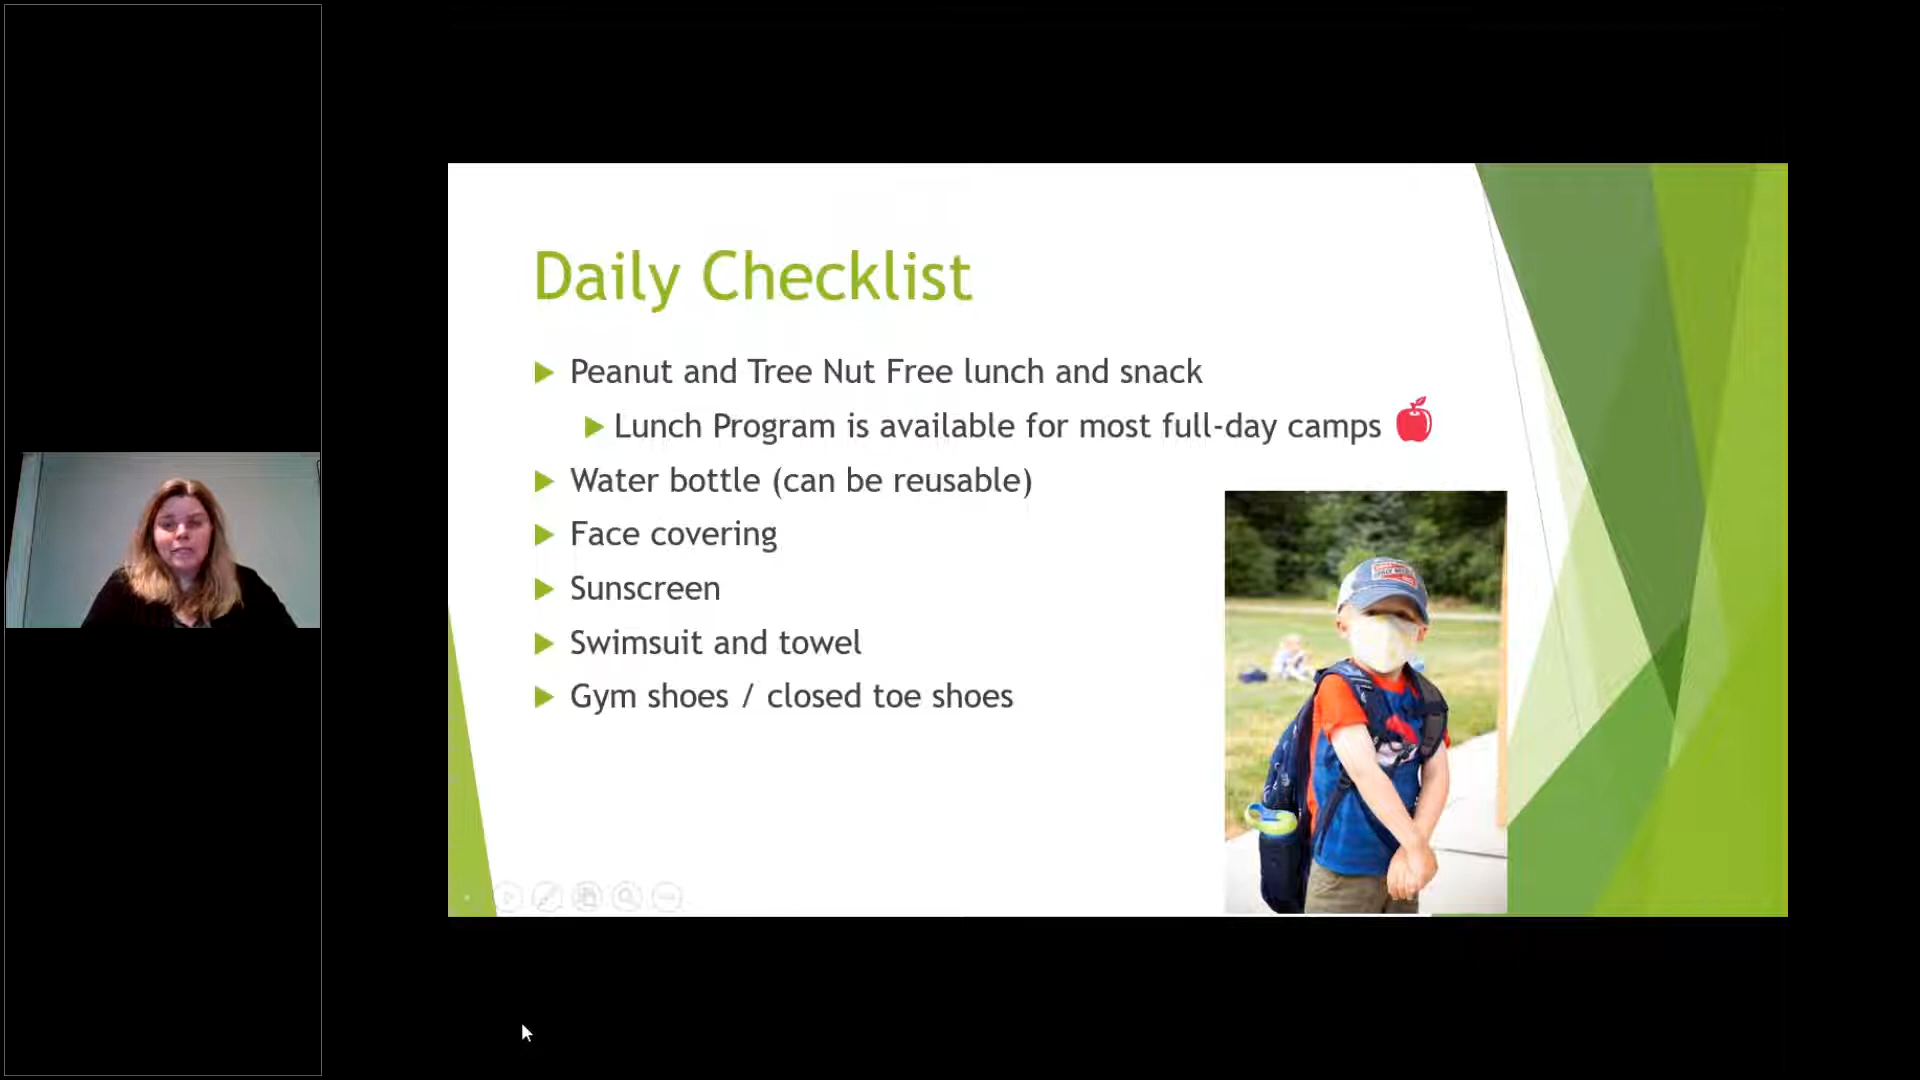 Daily Checklist
Peanut and Tree Nut Free lunch and snack
Lunch Program is available for most full-day camps
Water bottle (can be reusable)
Face covering
Sunscreen
Swimsuit and towel
Gym shoes / closed toe shoes